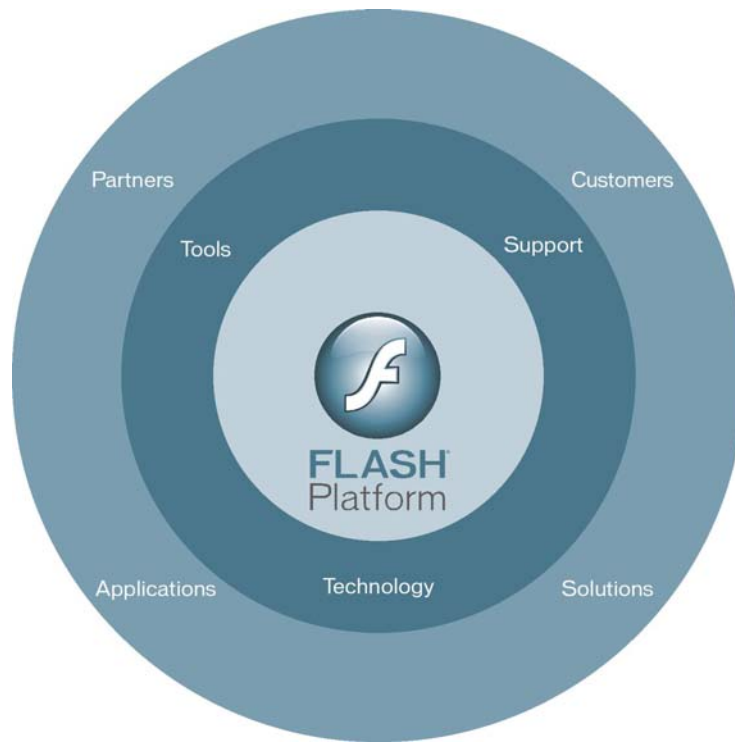 Partners
Customers
Tools
Support
FLASH®
Platform
Applications
Technology
Solutions